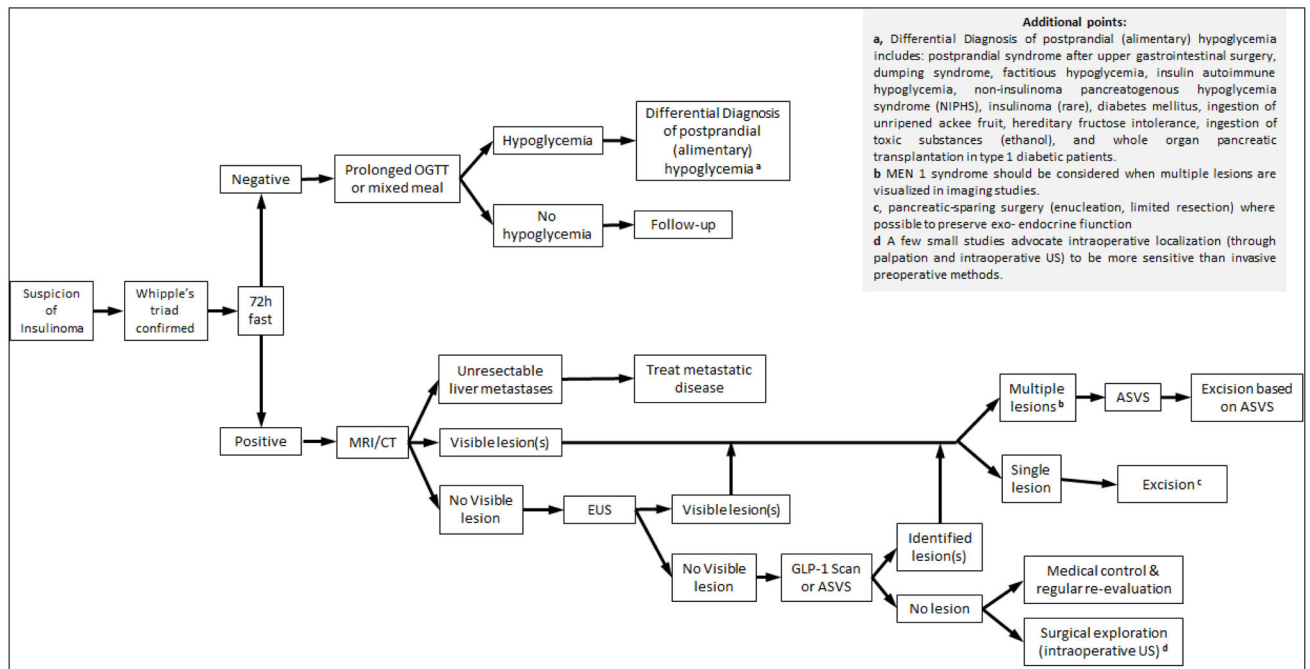 Additional points:
a, Differential Diagnosis of postprandial (alimentary) hypoglycemia
includes: postprandial syndrome after upper gastrointestinal surgery,
dumping syndrome, factitious hypoglycemia, insulin autoimmune
hypoglycemia, non-insulinoma pancreatogenous hypoglycemia
syndrome (NIPHS), insulinoma (rare), diabetes mellitus, ingestion of
unripened ackee fruit, hereditary fructose intolerance, ingestion of
toxic substances (ethanol), and whole organ pancreatic
transplantation in type 1 diabetic patients.
b MEN 1 syndrome should be considered when multiple lesions are
visualized in imaging studies.
c, pancreatic-sparing surgery (enucleation, limited resection) where
possible to preserve exo- endocrine fiunction
d A few small studies advocate intraoperative localization (through
palpation and intraoperative US) to be more sensitive than invasive
preoperative methods.
Suspicion
of
Insulinoma
Whipple's
triad
confirmed
72h
fast
Negative
Prolonged OGTT
or mixed meal
Hypoglycemia
Differential Diagnosis
of postprandial
(alimentary)
hypoglycemia a
No
hypoglycemia
Follow-up
Positive
MRI/CT
Unresectable
liver metastases
Treat metastatic
disease
Visible lesion(s)
No Visible
lesion
EUS
Visible lesion(s)
No Visible
lesion
GLP-1 Scan
or ASVS
Identified
lesion(s)
No lesion
Medical control &
regular re-evaluation
Surgical exploration
(intraoperative US) d
Multiple
lesions b
ASVS
Excision based
on ASVS
Single
lesion
Excision c